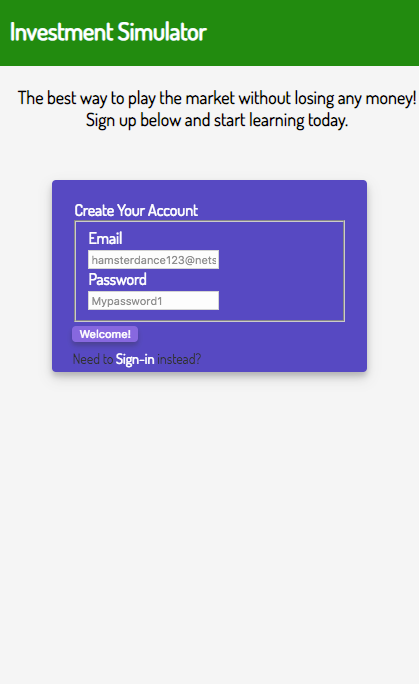 Investment Simulator
The best way to play the market without losing any money!
Sign up below and start learning today.
Create Your Account
Email
hamsterdance123@nets
Password
Mypassword1
Welcome!
Need to Sign-in instead?